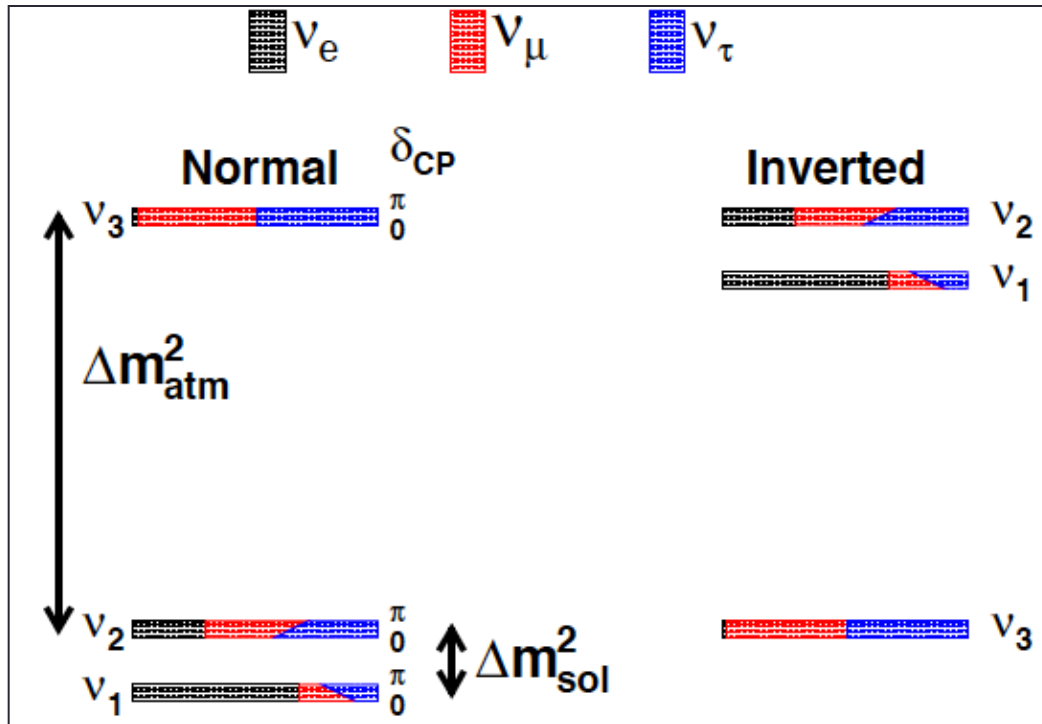 νe νμ ντ
Normal δCP Inverted
ν3 π 0 ν2
ν1
Δm²atm
ν2 π 0 ν3
Δm²sol
ν1 π 0